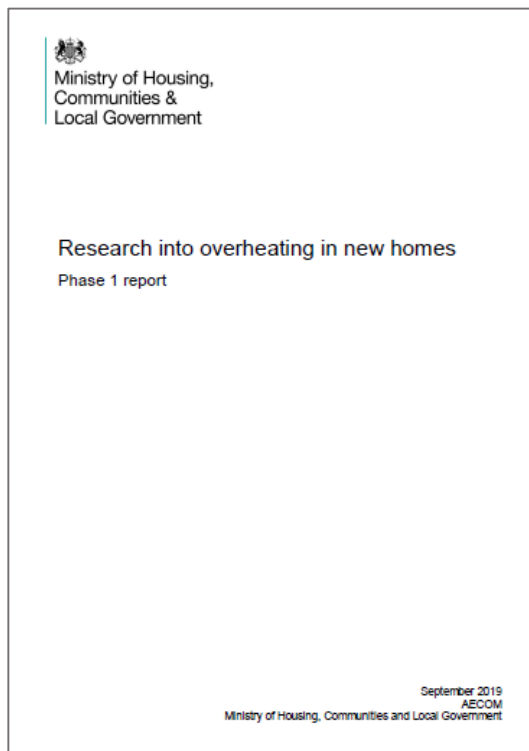 Ministry of Housing,
Communities &
Local Government
Research into overheating in new homes
Phase 1 report
September 2019
AECOM
Ministry of Housing, Communities and Local Government